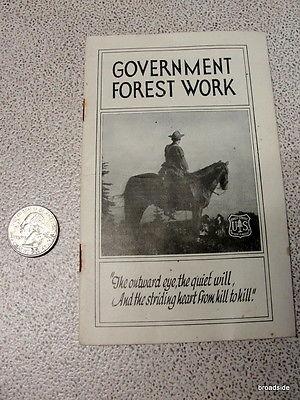 GOVERNMENT
FOREST WORK
U S
"The outward eye, the quiet will,
And the striding heart from hill to hill."
broadside